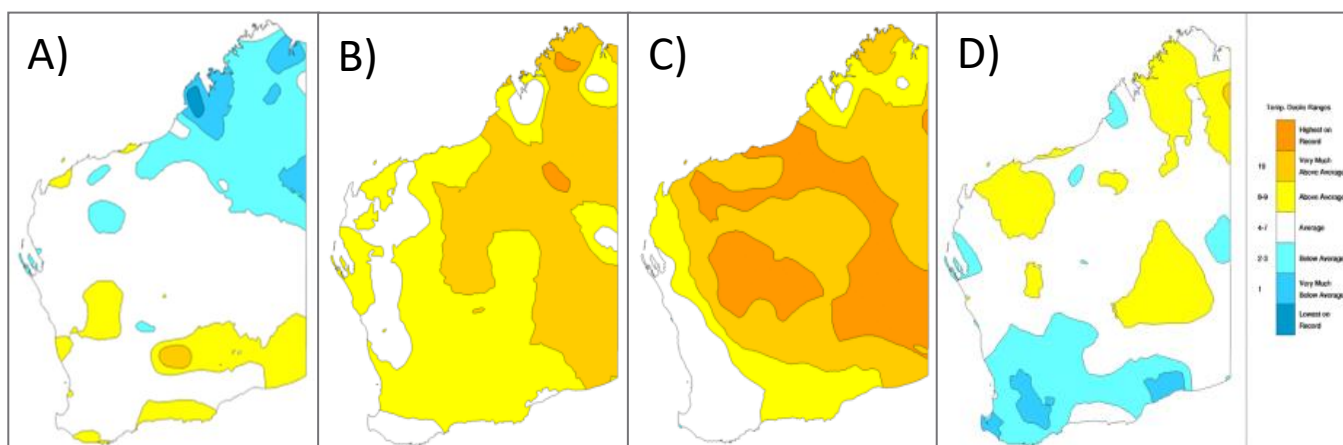 A)
B)
C)
D)
Temp. Decile Ranges
Highest on
Record
10
Very Much
Above Average
8-9
Above Average
4-7
Average
2-3
Below Average
1
Very Much
Below Average
Lowest on
Record